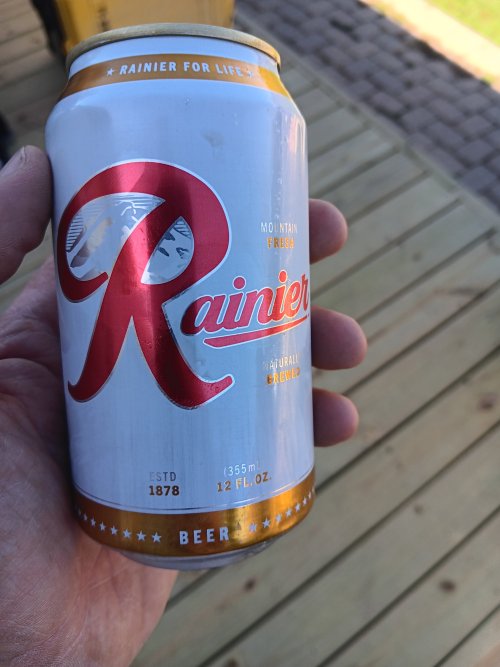 ★ RAINIER FOR LIFE ★
MOUNTAIN
FRESH
Rainier
NATURALLY
BREWED
ESTD
1878
(355ml)
12 FL. OZ.
BEER